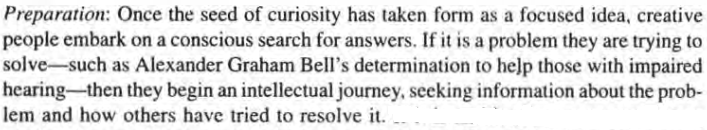 Preparation: Once the seed of curiosity has taken form as a focused idea, creative
people embark on a conscious search for answers. If it is a problem they are trying to
solve—such as Alexander Graham Bell's determination to help those with impaired
hearing—then they begin an intellectual journey, seeking information about the prob-
lem and how others have tried to resolve it.